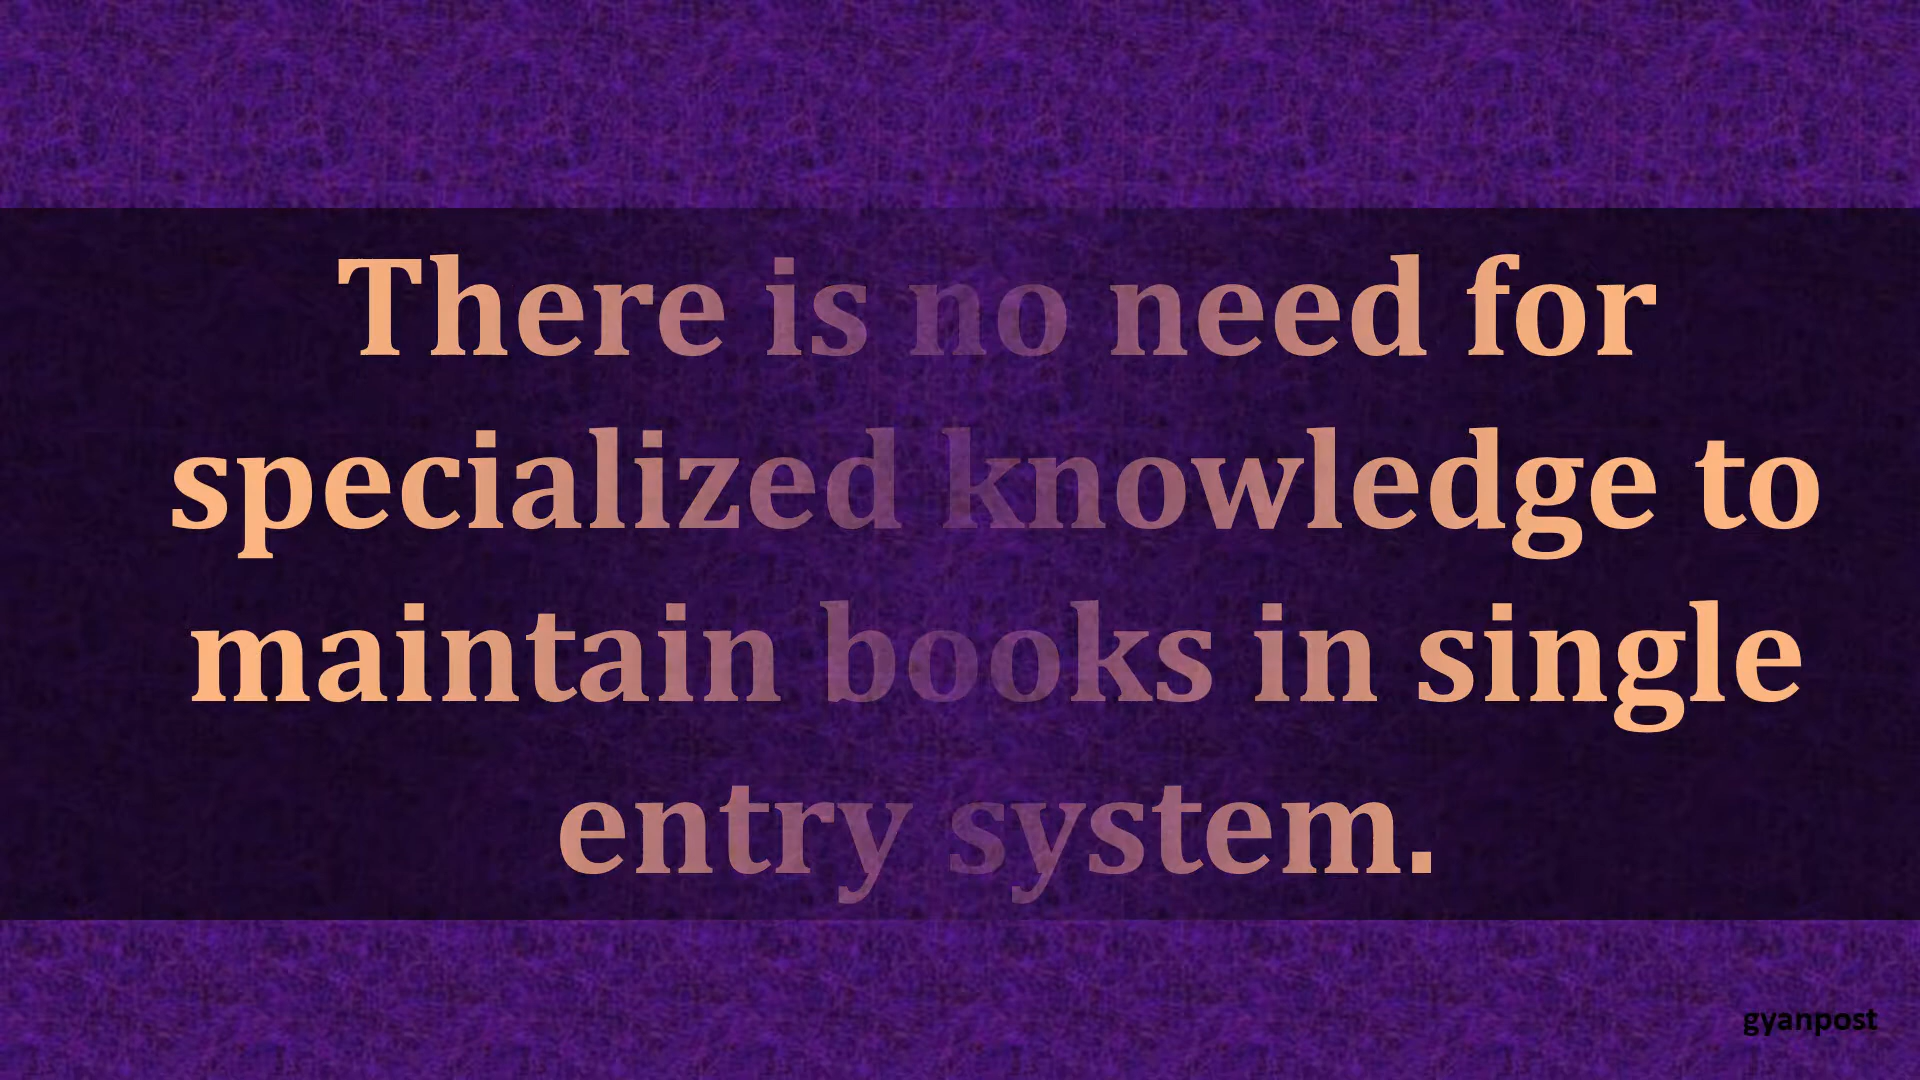 There is no need for
specialized knowledge to
maintain books in single
entry system.
gyanpost